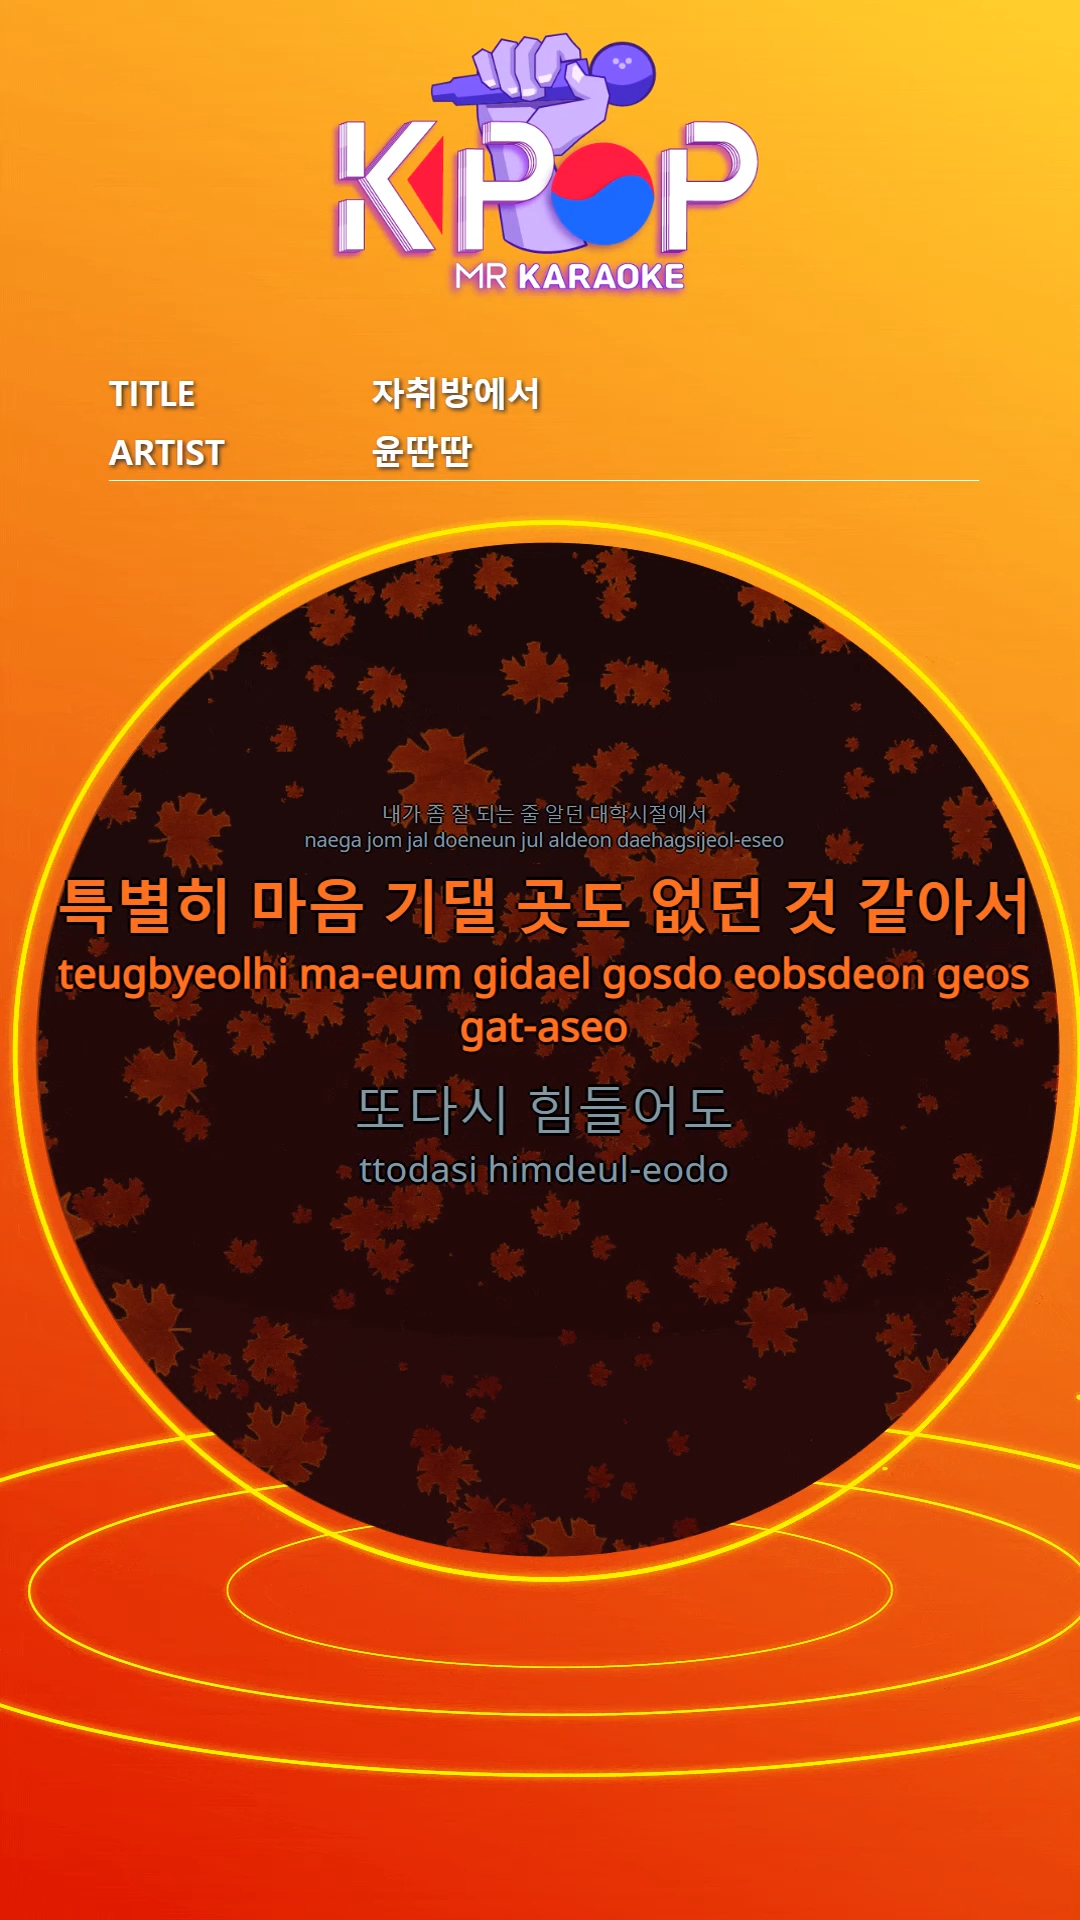 KPOP
MR KARAOKE
TITLE 자취방에서
ARTIST 윤딴딴
내가 좀 잘 되는 줄 알던 대학시절에서
naega jom jal doeneun jul aldeon daehagsijeol-eseo
특별히 마음 기댈 곳도 없던 것 같아서
teugbyeolhi ma-eum gidael gosdo eobsdeon geos
gat-aseo
또다시 힘들어도
ttodasi himdeul-eodo